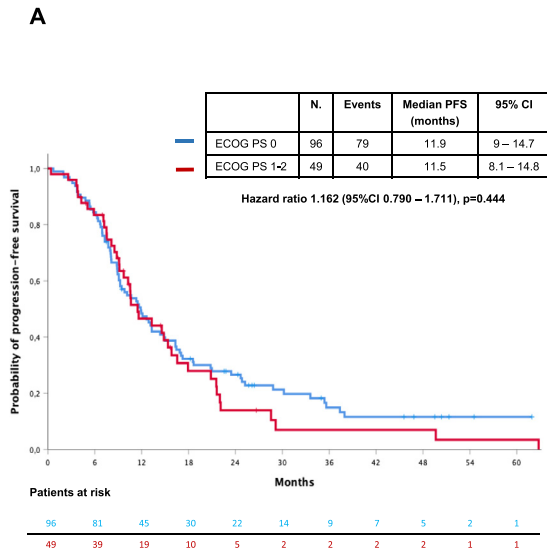 A
N. Events Median PFS (months) 95% CI
ECOG PS 0 96 79 11.9 9 – 14.7
ECOG PS 1-2 49 40 11.5 8.1 – 14.8
Hazard ratio 1.162 (95%CI 0.790 – 1.711), p=0.444
Probability of progression-free survival
1,0
0,8
0,6
0,4
0,2
0,0
0 6 12 18 24 30 36 42 48 54 60
Months
Patients at risk
96 81 45 30 22 14 9 7 5 2 1
49 39 19 10 5 2 2 2 2 1 1